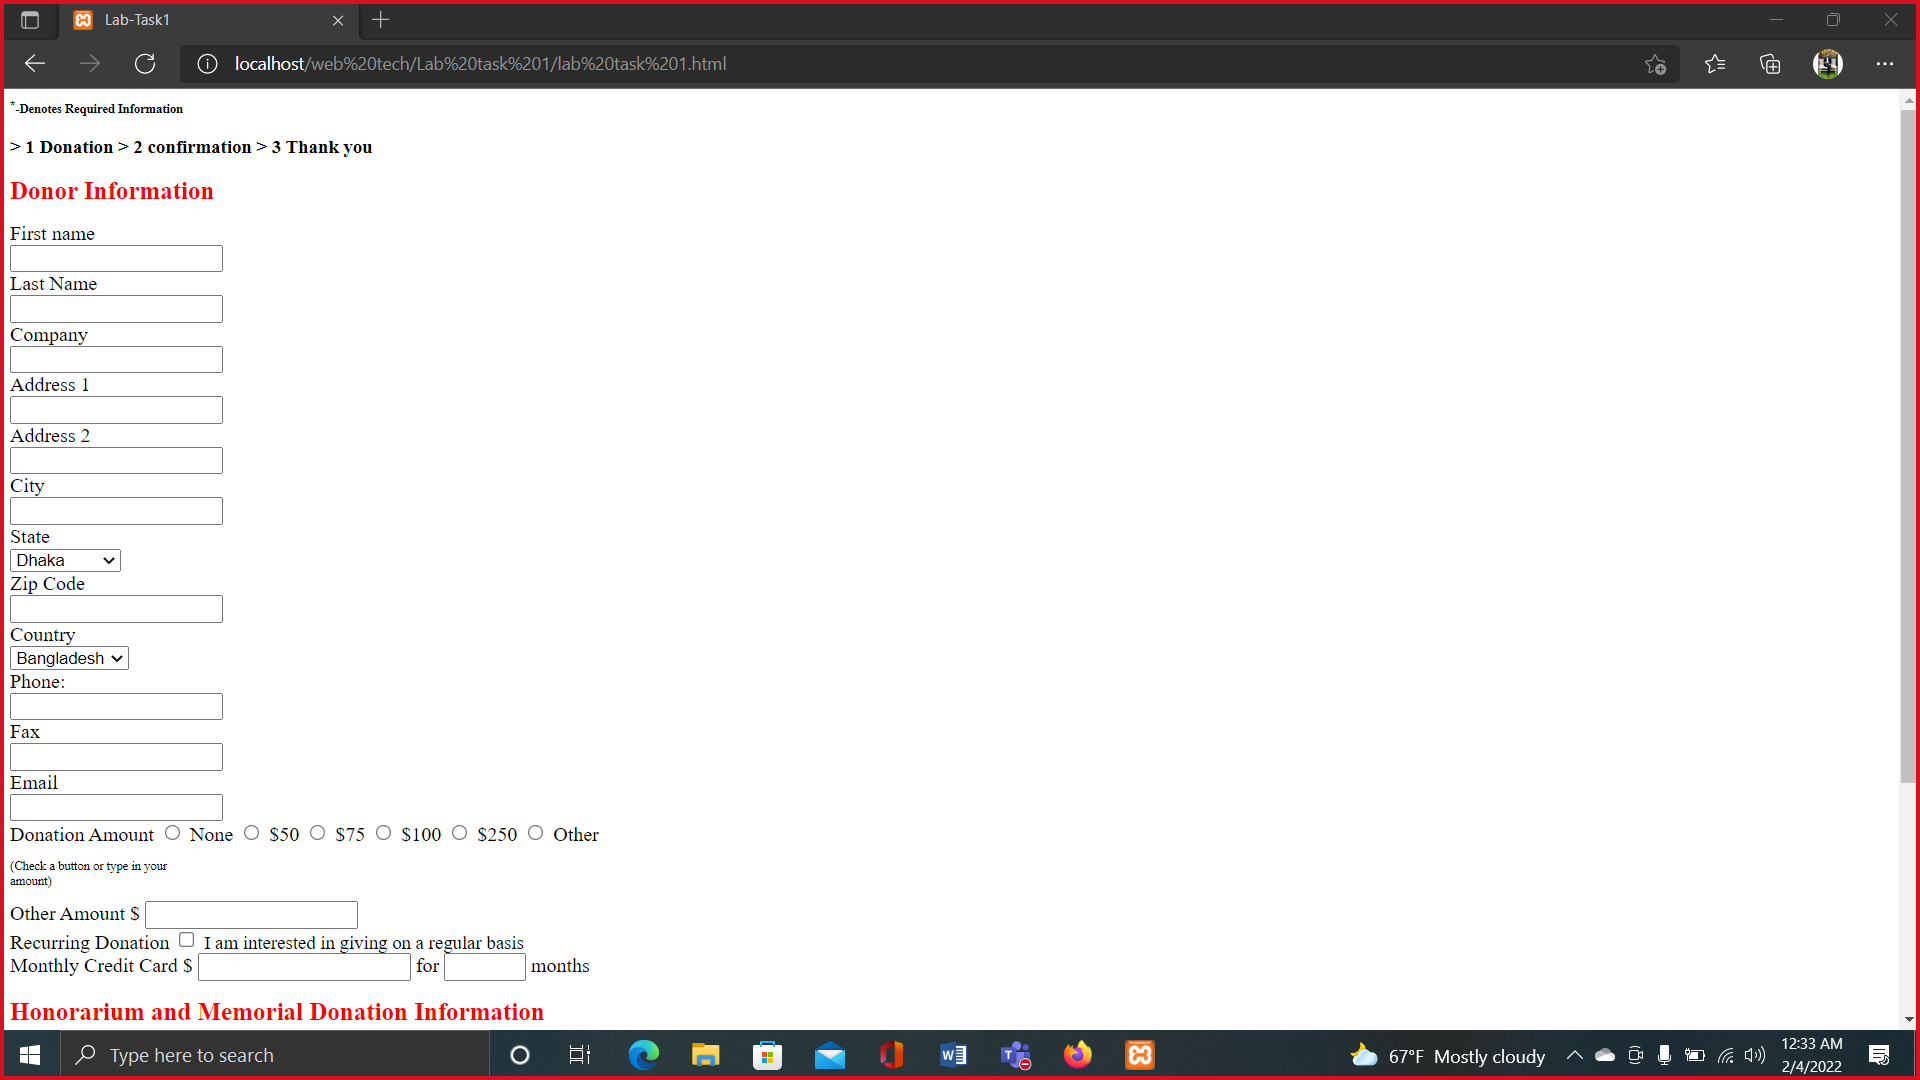 Lab-Task1
localhost/web%20tech/Lab%20task%201/lab%20task%201.html
*-Denotes Required Information
> 1 Donation > 2 confirmation > 3 Thank you
Donor Information
First name
Last Name
Company
Address 1
Address 2
City
State
Dhaka
Zip Code
Country
Bangladesh
Phone:
Fax
Email
Donation Amount None $50 $75 $100 $250 Other
(Check a button or type in your
amount)
Other Amount $
Recurring Donation I am interested in giving on a regular basis
Monthly Credit Card $ for months
Honorarium and Memorial Donation Information
Type here to search
67°F Mostly cloudy
12:33 AM
2/4/2022